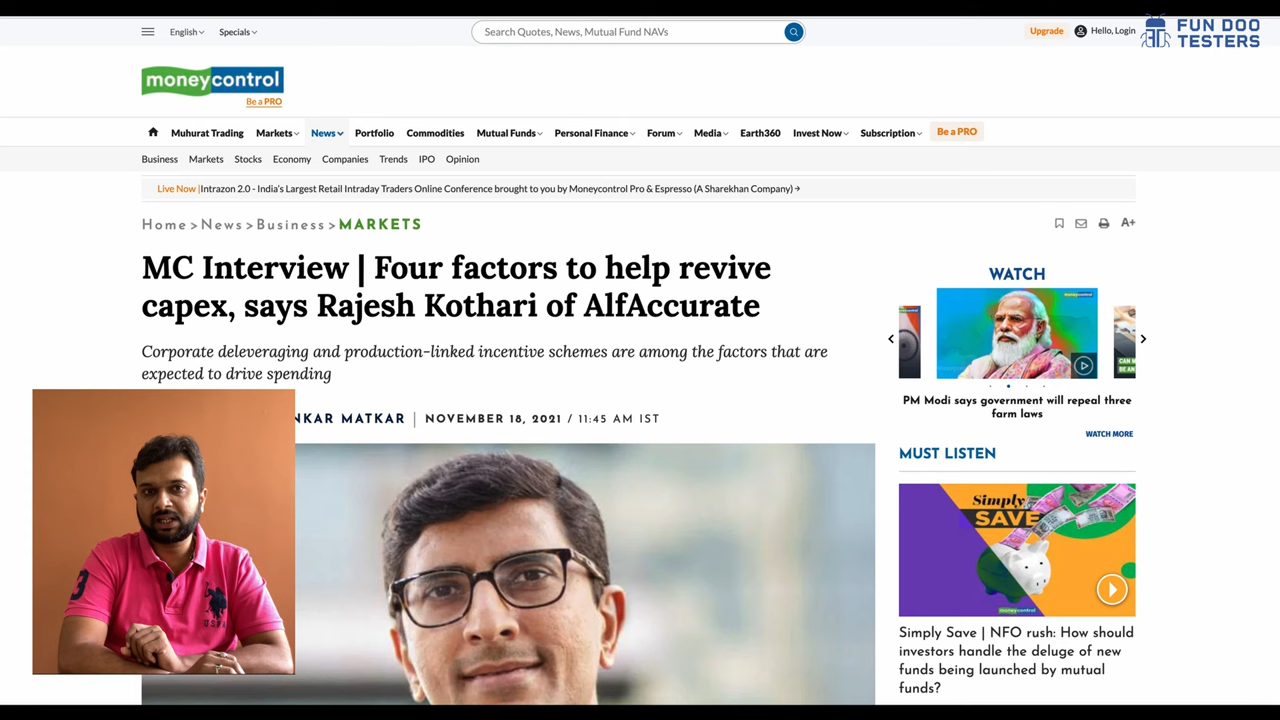 English
Specials
Search Quotes, News, Mutual Fund NAVs
Upgrade
Hello, Login
FUN DOO
TESTERS
moneycontrol
Be a PRO
Muhurat Trading
Markets
News
Portfolio
Commodities
Mutual Funds
Personal Finance
Forum
Media
Earth360
Invest Now
Subscription
Be a PRO
Business
Markets
Stocks
Economy
Companies
Trends
IPO
Opinion
Live Now | Intrazon 2.0 - India's Largest Retail Intraday Traders Online Conference brought to you by Moneycontrol Pro & Espresso (A Sharekhan Company)
Home > News > Business > MARKETS
A+
MC Interview | Four factors to help revive
capex, says Rajesh Kothari of AlfAccurate
Corporate deleveraging and production-linked incentive schemes are among the factors that are
expected to drive spending
NKAR MATKAR | NOVEMBER 18, 2021 / 11:45 AM IST
3
WATCH
moneycontrol
PM Modi says government will repeal three
farm laws
WATCH MORE
MUST LISTEN
Simply
SAVE
moneycontrol
Simply Save | NFO rush: How should
investors handle the deluge of new
funds being launched by mutual
funds?